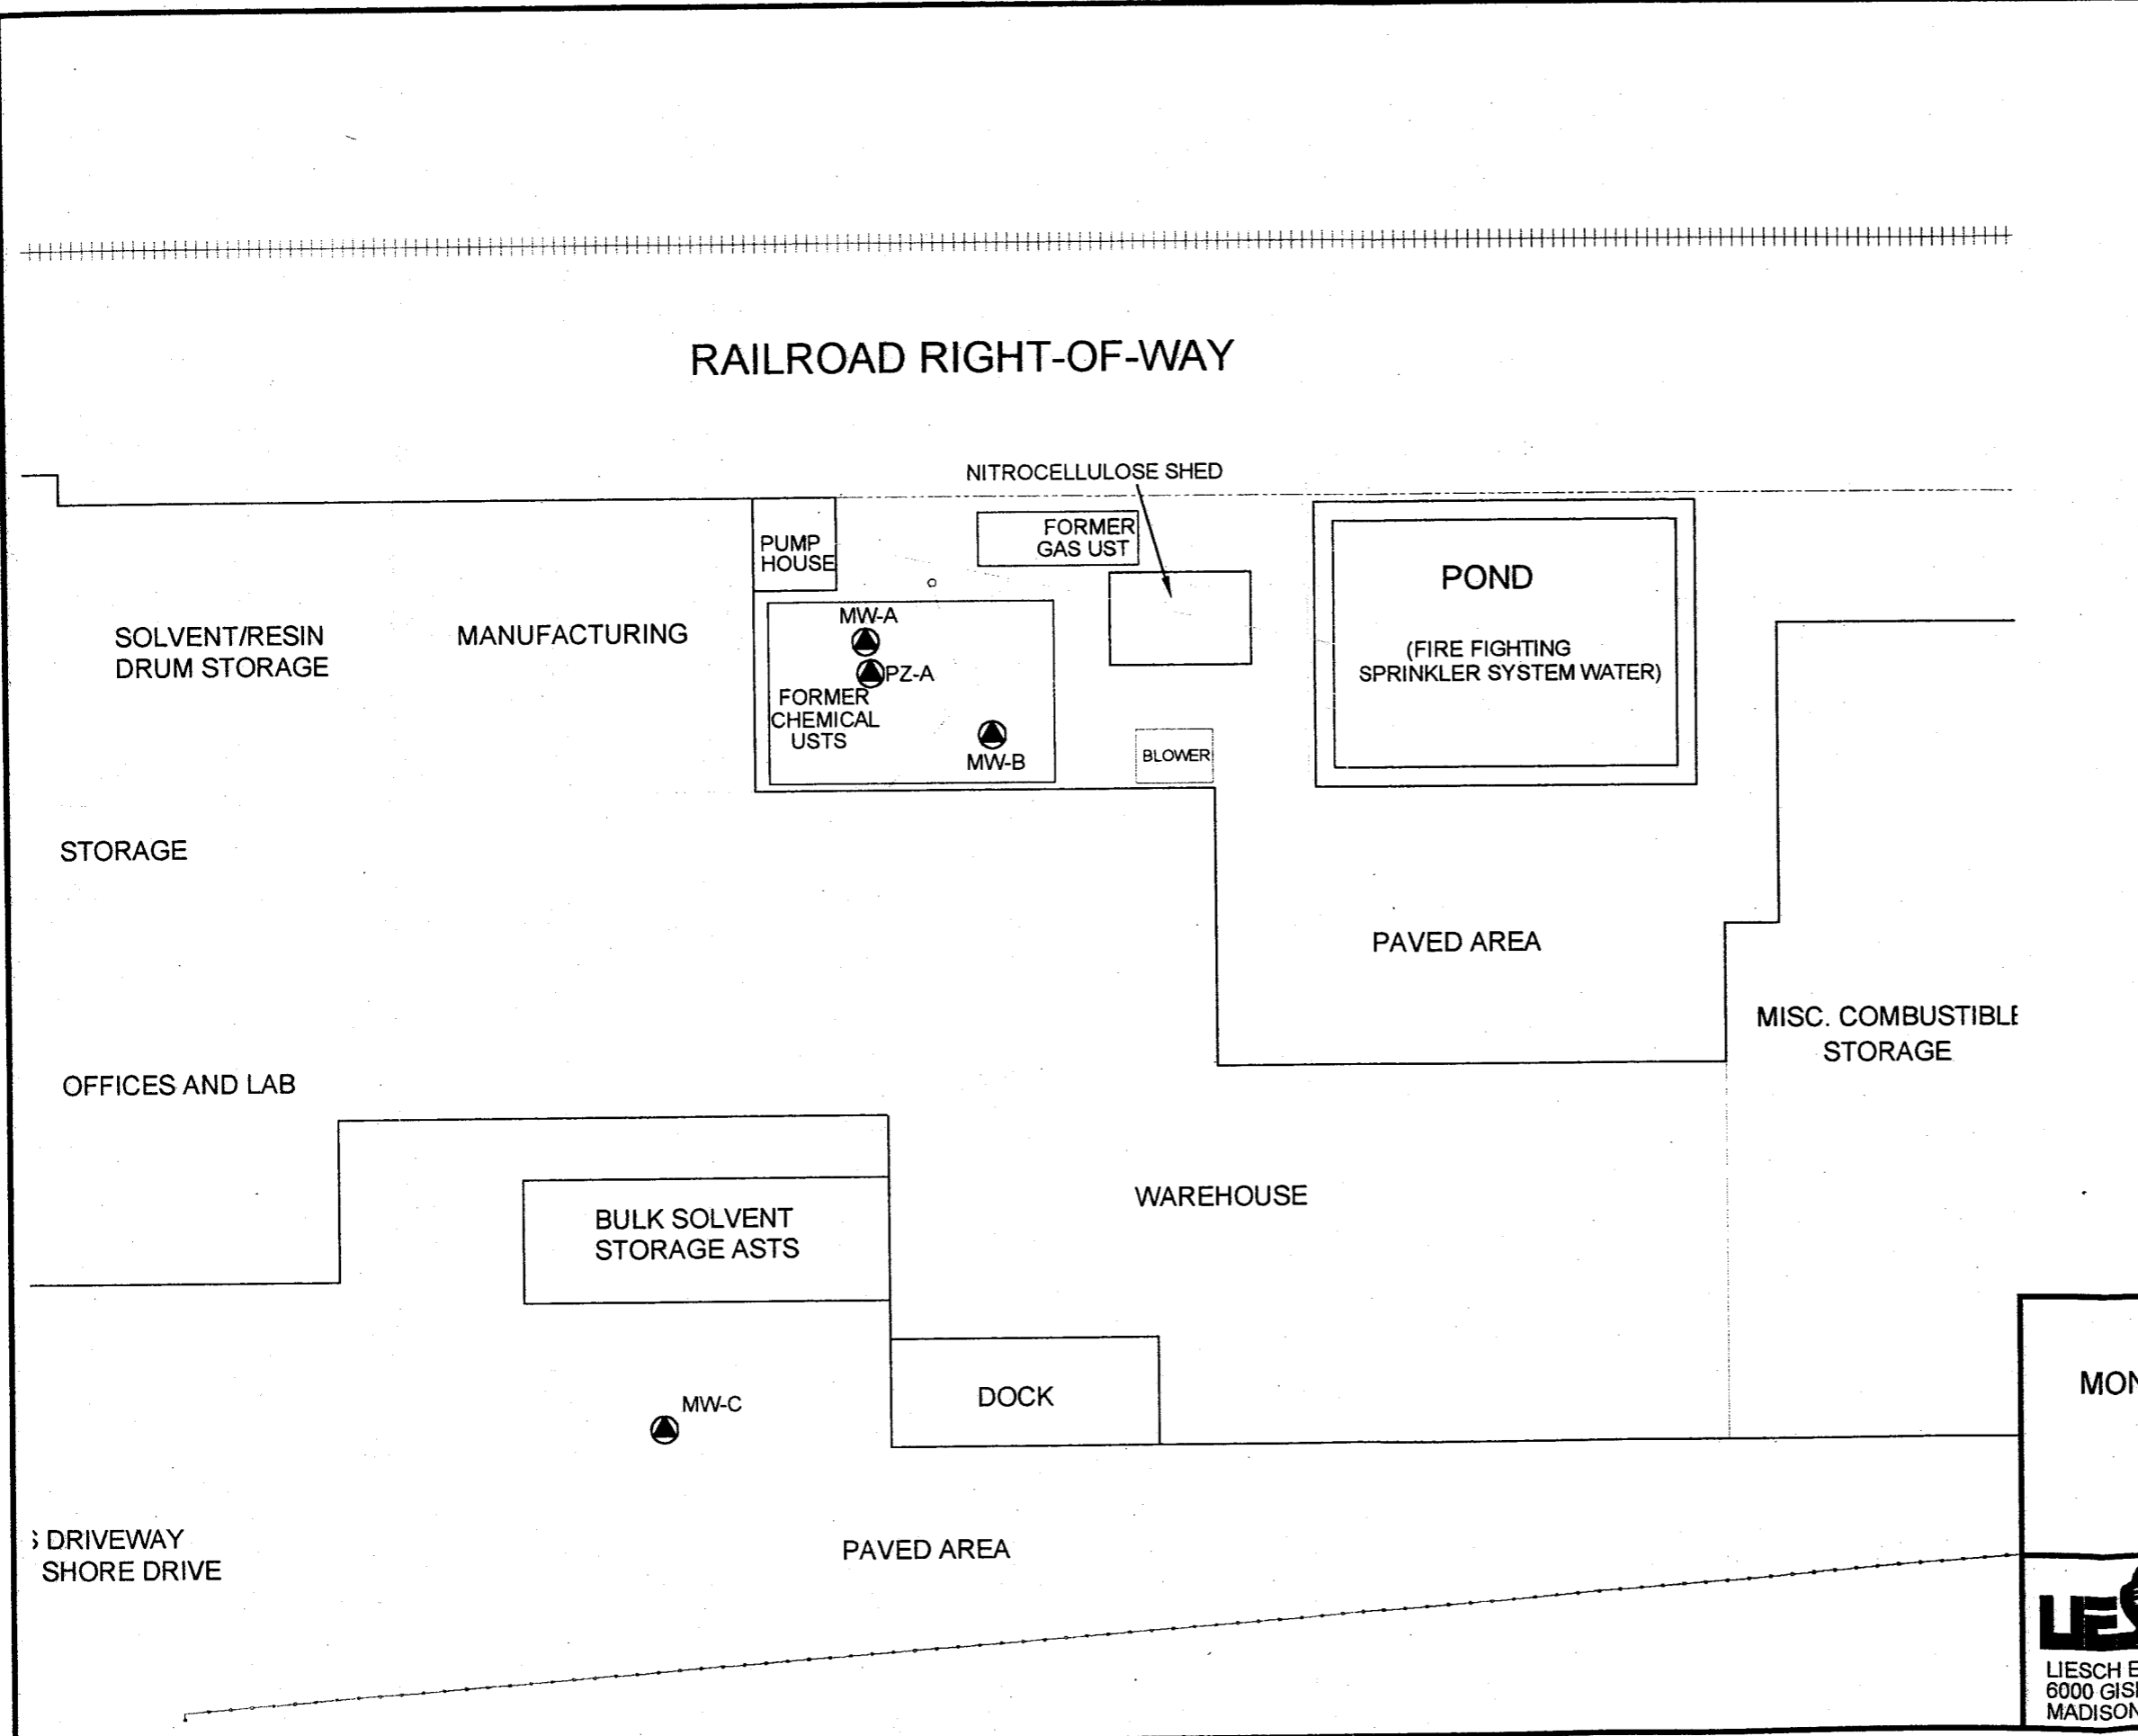 RAILROAD RIGHT-OF-WAY
NITROCELLULOSE SHED
FORMER
GAS UST
PUMP
HOUSE
POND
(FIRE FIGHTING
SPRINKLER SYSTEM WATER)
MW-A
PZ-A
FORMER
CHEMICAL
USTS
MW-B
BLOWER
SOLVENT/RESIN
DRUM STORAGE
MANUFACTURING
STORAGE
PAVED AREA
MISC. COMBUSTIBLE
STORAGE
OFFICES AND LAB
WAREHOUSE
BULK SOLVENT
STORAGE ASTS
DOCK
MW-C
DRIVEWAY
SHORE DRIVE
PAVED AREA
MON
LIES
LIESCH E
6000 GIS
MADISON